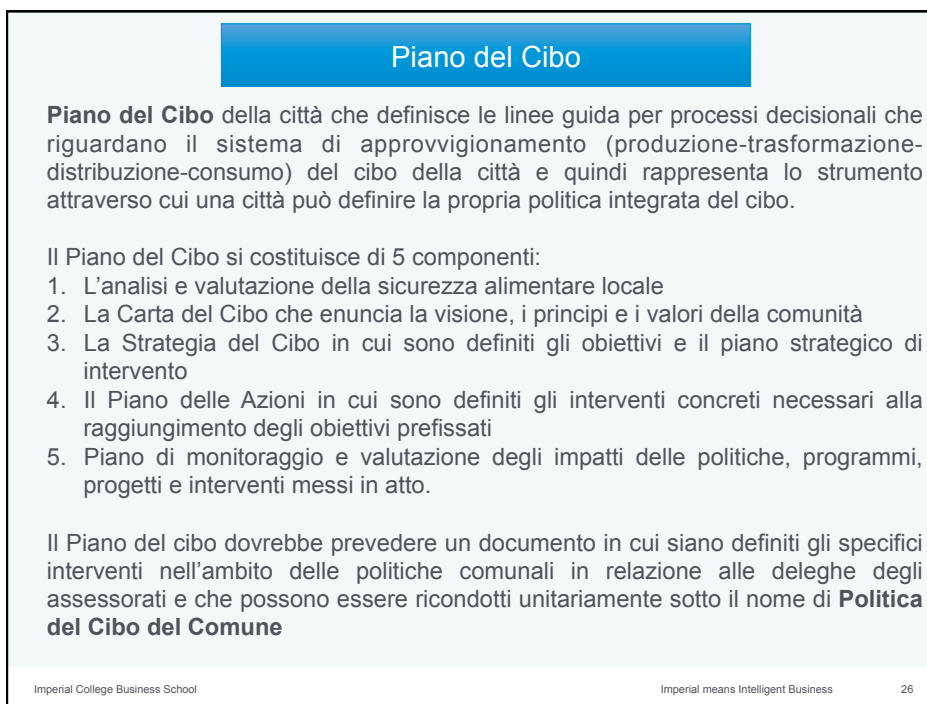 Piano del Cibo
Piano del Cibo della città che definisce le linee guida per processi decisionali che
riguardano il sistema di approvvigionamento (produzione-trasformazione-
distribuzione-consumo) del cibo della città e quindi rappresenta lo strumento
attraverso cui una città può definire la propria politica integrata del cibo.
Il Piano del Cibo si costituisce di 5 componenti:
1. L’analisi e valutazione della sicurezza alimentare locale
2. La Carta del Cibo che enuncia la visione, i principi e i valori della comunità
3. La Strategia del Cibo in cui sono definiti gli obiettivi e il piano strategico di
intervento
4. Il Piano delle Azioni in cui sono definiti gli interventi concreti necessari alla
raggiungimento degli obiettivi prefissati
5. Piano di monitoraggio e valutazione degli impatti delle politiche, programmi,
progetti e interventi messi in atto.
Il Piano del cibo dovrebbe prevedere un documento in cui siano definiti gli specifici
interventi nell’ambito delle politiche comunali in relazione alle deleghe degli
assessorati e che possono essere ricondotti unitariamente sotto il nome di Politica
del Cibo del Comune
Imperial College Business School Imperial means Intelligent Business 26